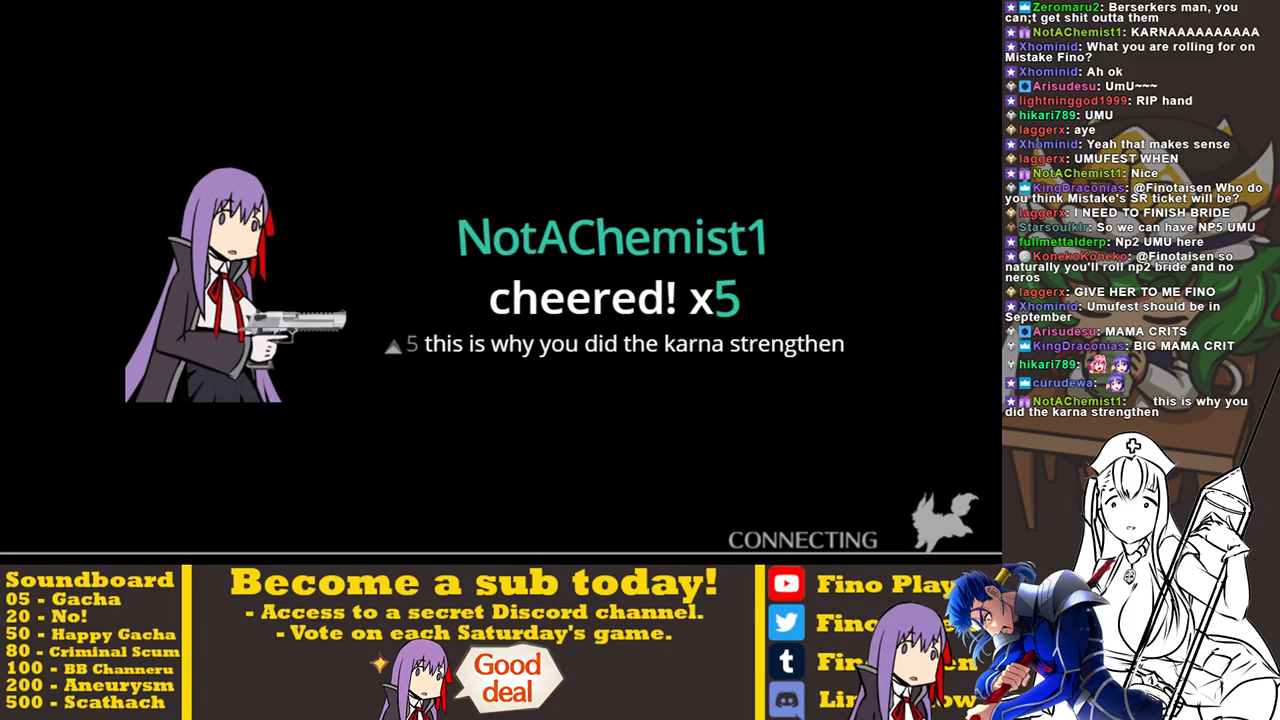 NotAChemist1
cheered! x5
5 this is why you did the karna strengthen
CONNECTING
Zeromaru2: Berserkers man, you
can;t get shit outta them
NotAChemist1: KARNAAAAAAAAAA
Xhominid: What you are rolling for on
Mistake Fino?
Xhominid: Ah ok
Arisudesu: UmU~~~
lightninggod1999: RIP hand
hikari789: UMU
laggerx: aye
Xhominid: Yeah that makes sense
laggerx: UMUFEST WHEN
NotAChemist1: Nice
KingDraconias: @Finotaisen Who do
you think Mistake's SR ticket will be?
laggerx: I NEED TO FINISH BRIDE
Starsoulklr: So we can have NP5 UMU
fullmettalderp: Np2 UMU here
KonekoKoneko: @Finotaisen so
naturally you'll roll np2 bride and no
neros
laggerx: GIVE HER TO ME FINO
Xhominid: Umufest should be in
September
Arisudesu: MAMA CRITS
KingDraconias: BIG MAMA CRIT
hikari789:
curudewa:
NotAChemist1: this is why you
did the karna strengthen
Soundboard
05 - Gacha
20 - No!
50 - Happy Gacha
80 - Criminal Scum
100 - BB Channeru
200 - Aneurysm
500 - Scathach
Become a sub today!
- Access to a secret Discord channel.
- Vote on each Saturday's game.
Good
deal
Fino Play